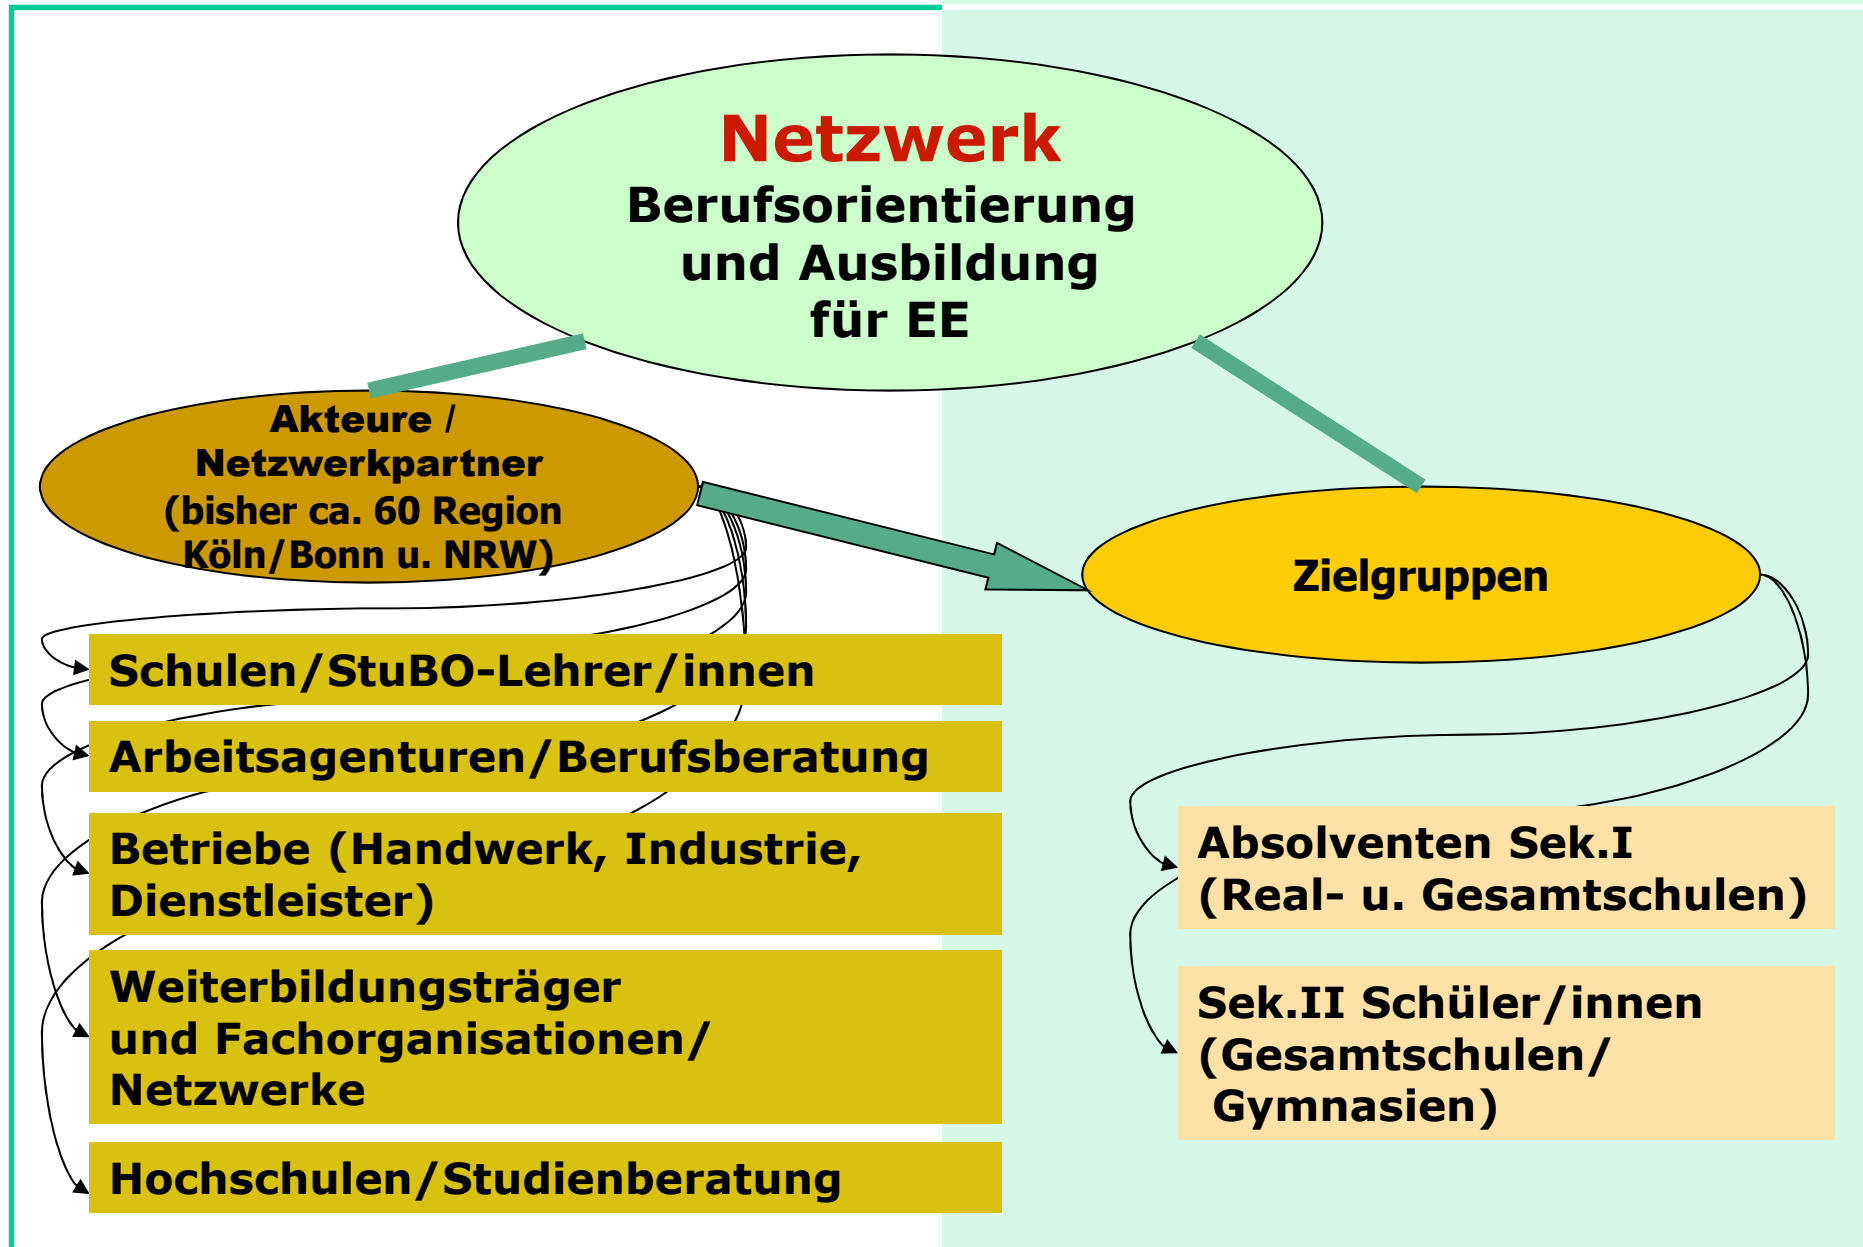 Netzwerk
Berufsorientierung
und Ausbildung
für EE
Akteure /
Netzwerkpartner
(bisher ca. 60 Region
Köln/Bonn u. NRW)
Zielgruppen
Schulen/StuBO-Lehrer/innen
Arbeitsagenturen/Berufsberatung
Betriebe (Handwerk, Industrie,
Dienstleister)
Weiterbildungsträger
und Fachorganisationen/
Netzwerke
Hochschulen/Studienberatung
Absolventen Sek.I
(Real- u. Gesamtschulen)
Sek.II Schüler/innen
(Gesamtschulen/
Gymnasien)